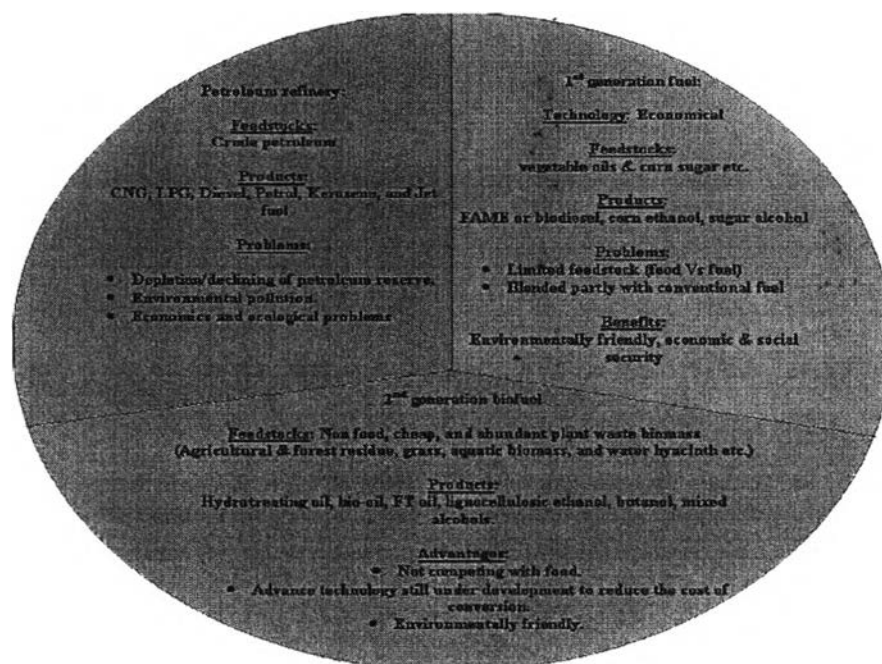 Petroleum refinery:
Feedstocks:
Crude petroleum
Products:
CNG, LPG, Diesel, Petrol, Kerosene, and Jet
fuel
Problems:
• Depletion/declining of petroleum reserve.
• Environmental pollution.
• Economics and ecological problems
1st generation fuel:
Technology: Economical
Feedstocks:
vegetable oils & corn sugar etc.
Products:
FAME or biodiesel, corn ethanol, sugar alcohol
Problems:
• Limited feedstock (food Vs fuel)
• Blended partly with conventional fuel
Benefits:
Environmentally friendly, economic & social
security
2nd generation biofuel
Feedstocks: Non food, cheap, and abundant plant waste biomass
(Agricultural & forest residue, grass, aquatic biomass, and water hyacinth etc.)
Products:
Hydrotreating oil, bio-oil, FT oil, lignocellulosic ethanol, butanol, mixed
alcohols.
Advantages:
• Not competing with food.
• Advance technology still under development to reduce the cost of
conversion.
• Environmentally friendly.